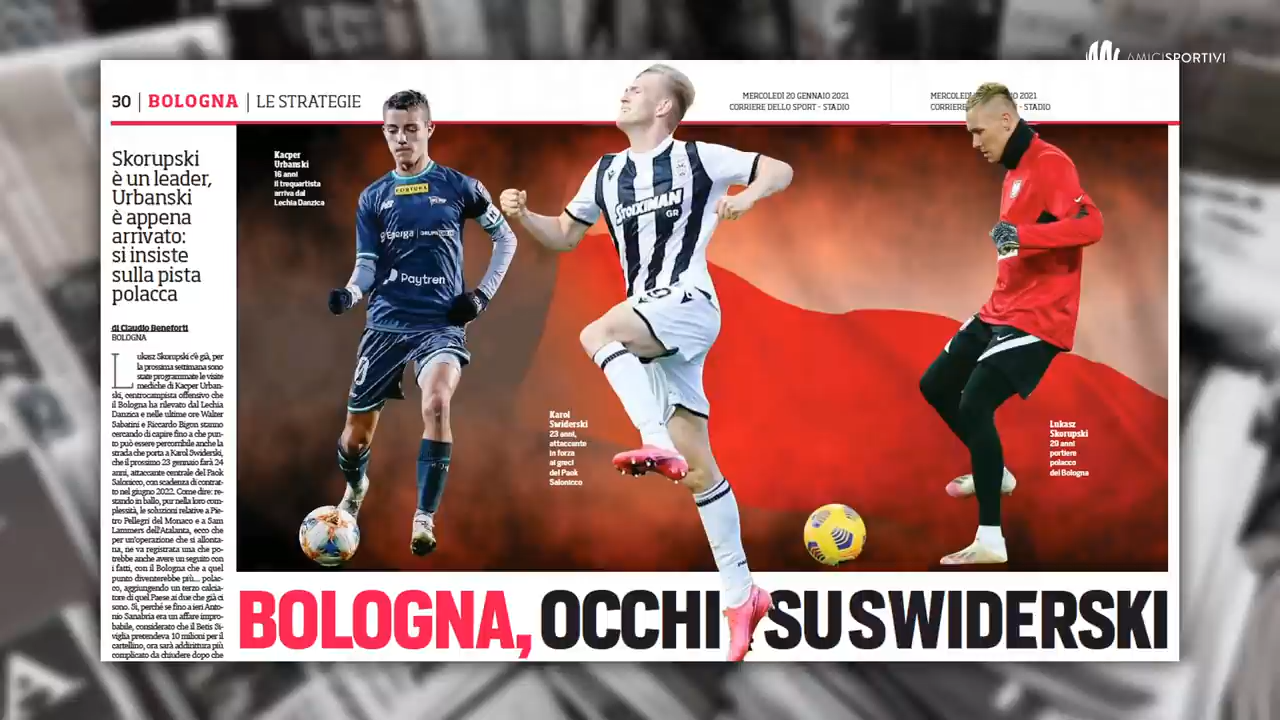 AMICISPORTIVI
30 | BOLOGNA | LE STRATEGIE
MERCOLEDÌ 20 GENNAIO 2021
CORRIERE DELLO SPORT - STADIO
MERCOLEDÌ 2021
CORRIERE STADIO
Skorupski
è un leader,
Urbanski
è appena
arrivato:
si insiste
sulla pista
polacca
di Claudio Beneforti
BOLOGNA
Lukasz Skorupski c'è già, per
la prossima settimana sono
state programmate le visite
mediche di Kacper Urban-
ski, centrocampista offensivo che
il Bologna ha rilevato dal Lechia
Danzica e nelle ultime ore Walter
Sabatini e Riccardo Bigon stanno
cercando di capire fino a che pun-
to può essere percorribile anche la
strada che porta a Karol Swiderski,
che il prossimo 23 gennaio farà 24
anni, attaccante centrale del Paok
Salonicco, con scadenza di contrat-
to nel giugno 2022. Come dire: re-
stando in ballo, pur nella loro com-
plessità, le soluzioni relative a Pie-
tro Pellegri del Monaco e a Sam
Lammers dell'Atalanta, ecco che
per un'operazione che si allonta-
na, ne va registrata una che po-
trebbe anche avere un seguito con
i fatti, con il Bologna che a quel
punto diventerebbe più... polac-
co, aggiungendo un terzo calcia-
tore di quel Paese ai due che già ci
sono. Sì, perché se fino a ieri Anto-
nio Sanabria era un affare impro-
babile, considerato che il Betis Si-
viglia pretendeva 10 milioni per il
cartellino, ora sarà addirittura più
complicato da chiudere dopo che
Kacper
Urbanski
16 anni
il trequartista
arriva dal
Lechia Danzica
FORTUNA
Energa
Paytren
STOIXIMAN
GR
Karol
Swiderski
23 anni,
attaccante
in forza
ai greci
del Paok
Salonicco
Lukasz
Skorupski
29 anni
portiere
polacco
del Bologna
BOLOGNA, OCCHI SU SWIDERSKI